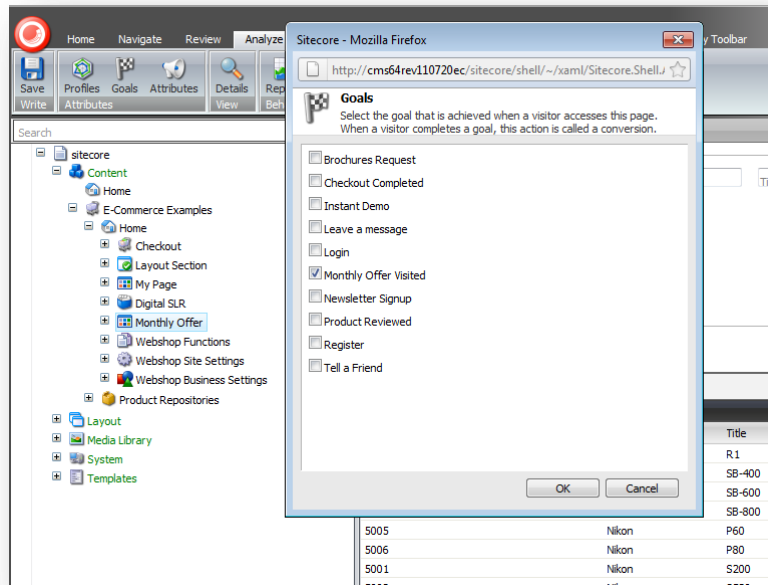 Home Navigate Review Analyze
y Toolbar
Save Profiles Goals Attributes Details Rep
Write Attributes View Beh
Search
sitecore
Content
Home
E-Commerce Examples
Home
Checkout
Layout Section
My Page
Digital SLR
Monthly Offer
Webshop Functions
Webshop Site Settings
Webshop Business Settings
Product Repositories
Layout
Media Library
System
Templates
Sitecore - Mozilla Firefox
http://cms64rev110720ec/sitecore/shell/~/xaml/Sitecore.Shell.
Goals
Select the goal that is achieved when a visitor accesses this page.
When a visitor completes a goal, this action is called a conversion.
Brochures Request
Checkout Completed
Instant Demo
Leave a message
Login
Monthly Offer Visited
Newsletter Signup
Product Reviewed
Register
Tell a Friend
OK Cancel
Ti
Title
R1
SB-400
SB-600
SB-800
5005 Nikon P60
5006 Nikon P80
5001 Nikon S200